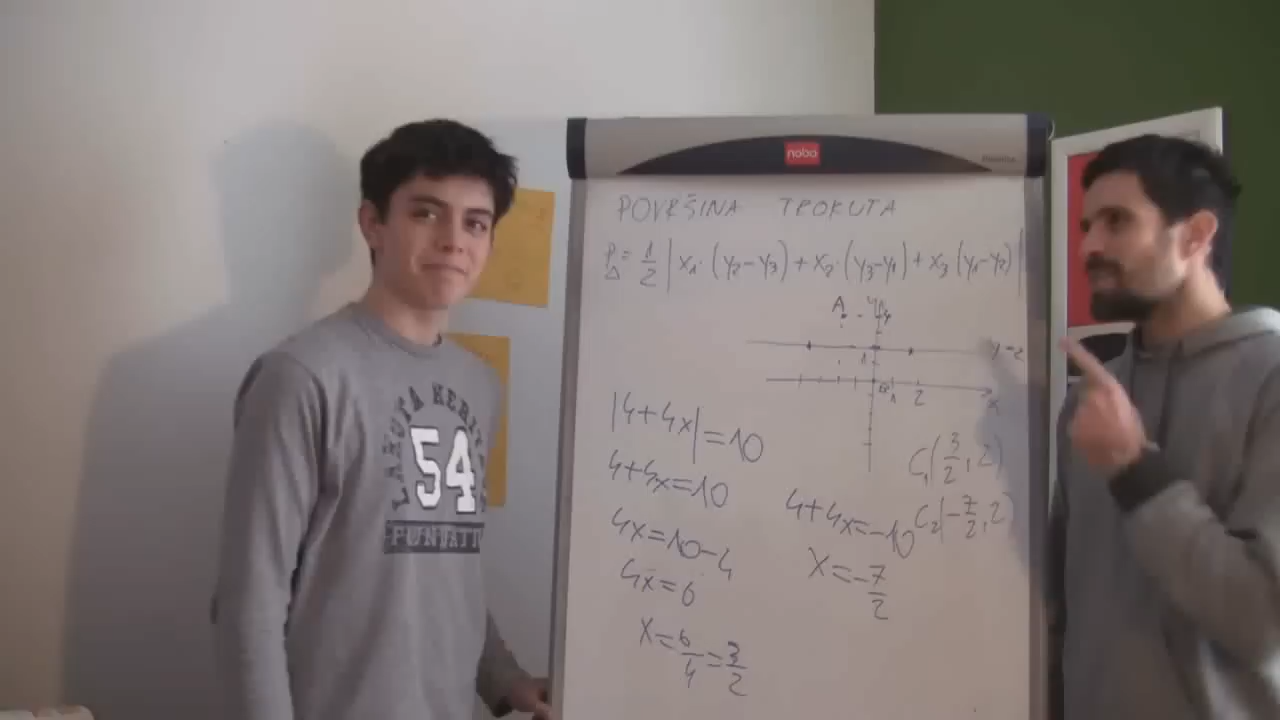 nobo
POVRŠINA TROKUTA
P△ = 1/2 |x₁·(y₂-y₃)+x₂·(y₃-y₁)+x₃(y₁-y₂)|
A
y
y=2
1
1 2
x
|4+4x|=10
4+4x=10
4x=10-4
4x=6
x=6/4=3/2
4+4x=-10
x=-7/2
C₁(3/2, 2)
C₂(-7/2, 2)
54